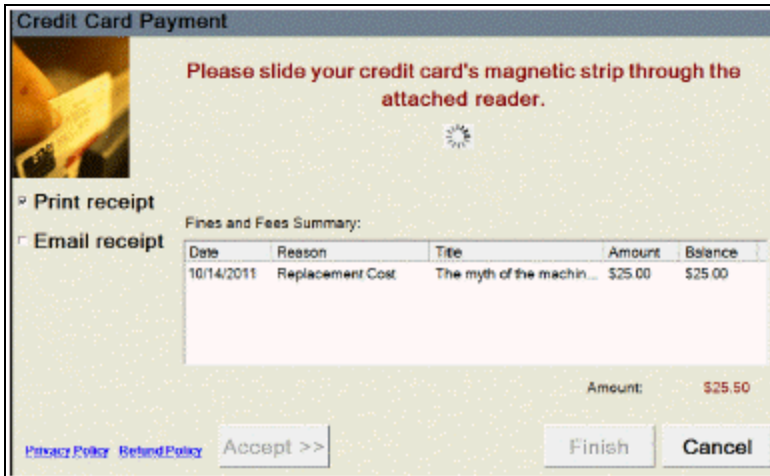 Credit Card Payment
Please slide your credit card's magnetic strip through the
attached reader.
Print receipt
Email receipt
Fines and Fees Summary:
Date Reason Title Amount Balance
10/14/2011 Replacement Cost The myth of the machin... $25.00 $25.00
Amount: $25.50
Privacy Policy Refund Policy Accept >> Finish Cancel